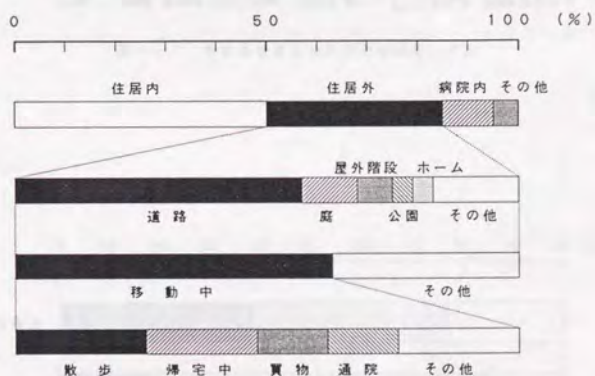 0 50 100 (%)
住居内 住居外 病院内 その他
屋外階段 ホーム
道路 庭 公園 その他
移動中 その他
散歩 帰宅中 買物 通院 その他